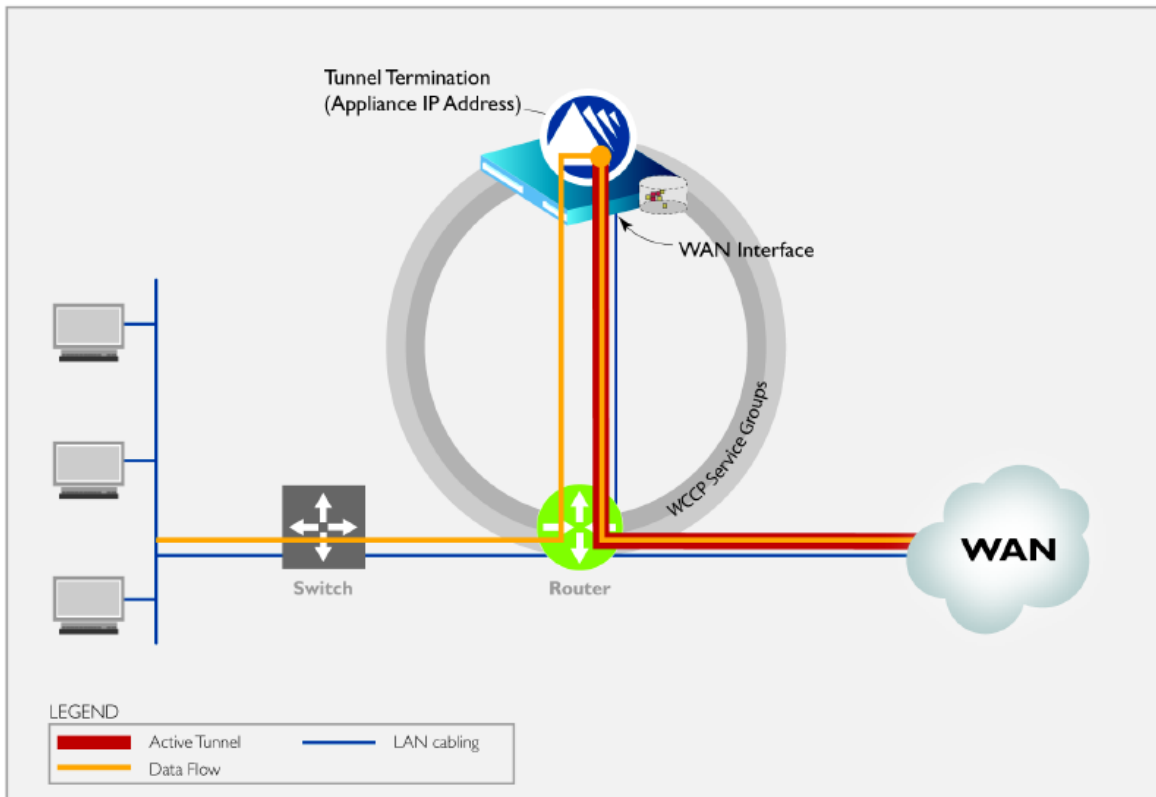 Tunnel Termination
(Appliance IP Address)
WAN Interface
WCCP Service Groups
WAN
Switch
Router
LEGEND
Active Tunnel
LAN cabling
Data Flow